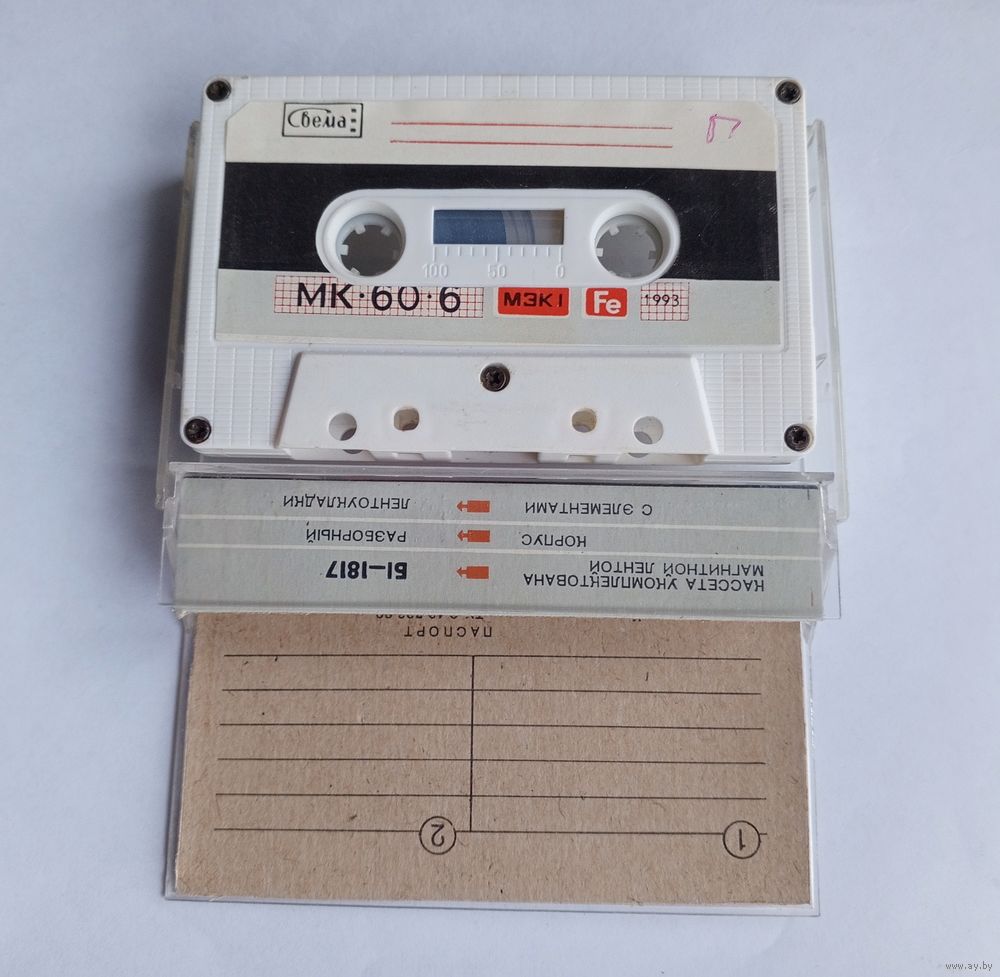 Свема
П
100 50 0
МК·60·6 МЭК I Fe 1993
КАССЕТА УКОМПЛЕКТОВАНА
МАГНИТНОЙ ЛЕНТОЙ Б1—1817
КОРПУС РАЗБОРНЫЙ
С ЭЛЕМЕНТАМИ ЛЕНТОУКЛАДКИ
1 2
ПАСПОРТ
www.ay.by